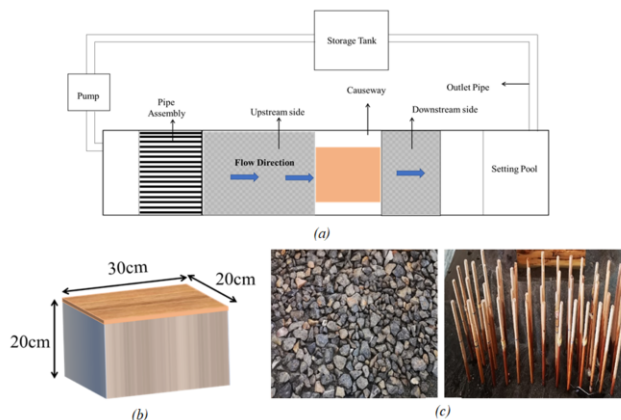 Storage Tank
Pump
Outlet Pipe
Causeway
Pipe
Assembly
Upstream side
Downstream side
Flow Direction
Setting Pool
(a)
30cm
20cm
20cm
(b)
(c)